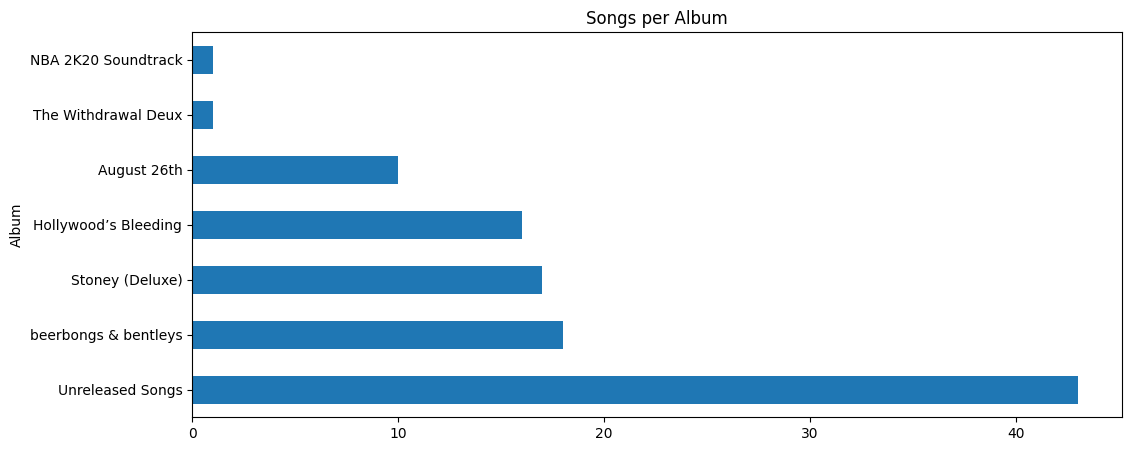 Songs per Album
NBA 2K20 Soundtrack
The Withdrawal Deux
August 26th
Hollywood’s Bleeding
Stoney (Deluxe)
beerbongs & bentleys
Unreleased Songs
Album
0 10 20 30 40